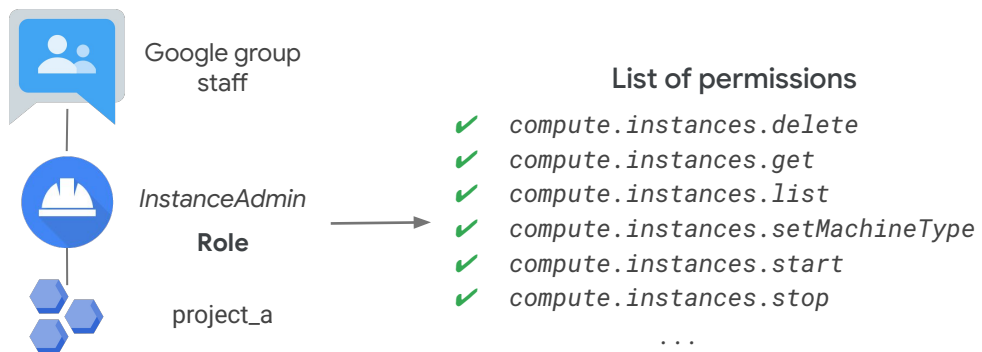 Google group
staff
InstanceAdmin
Role
project_a
List of permissions
✔ compute.instances.delete
✔ compute.instances.get
✔ compute.instances.list
✔ compute.instances.setMachineType
✔ compute.instances.start
✔ compute.instances.stop
...